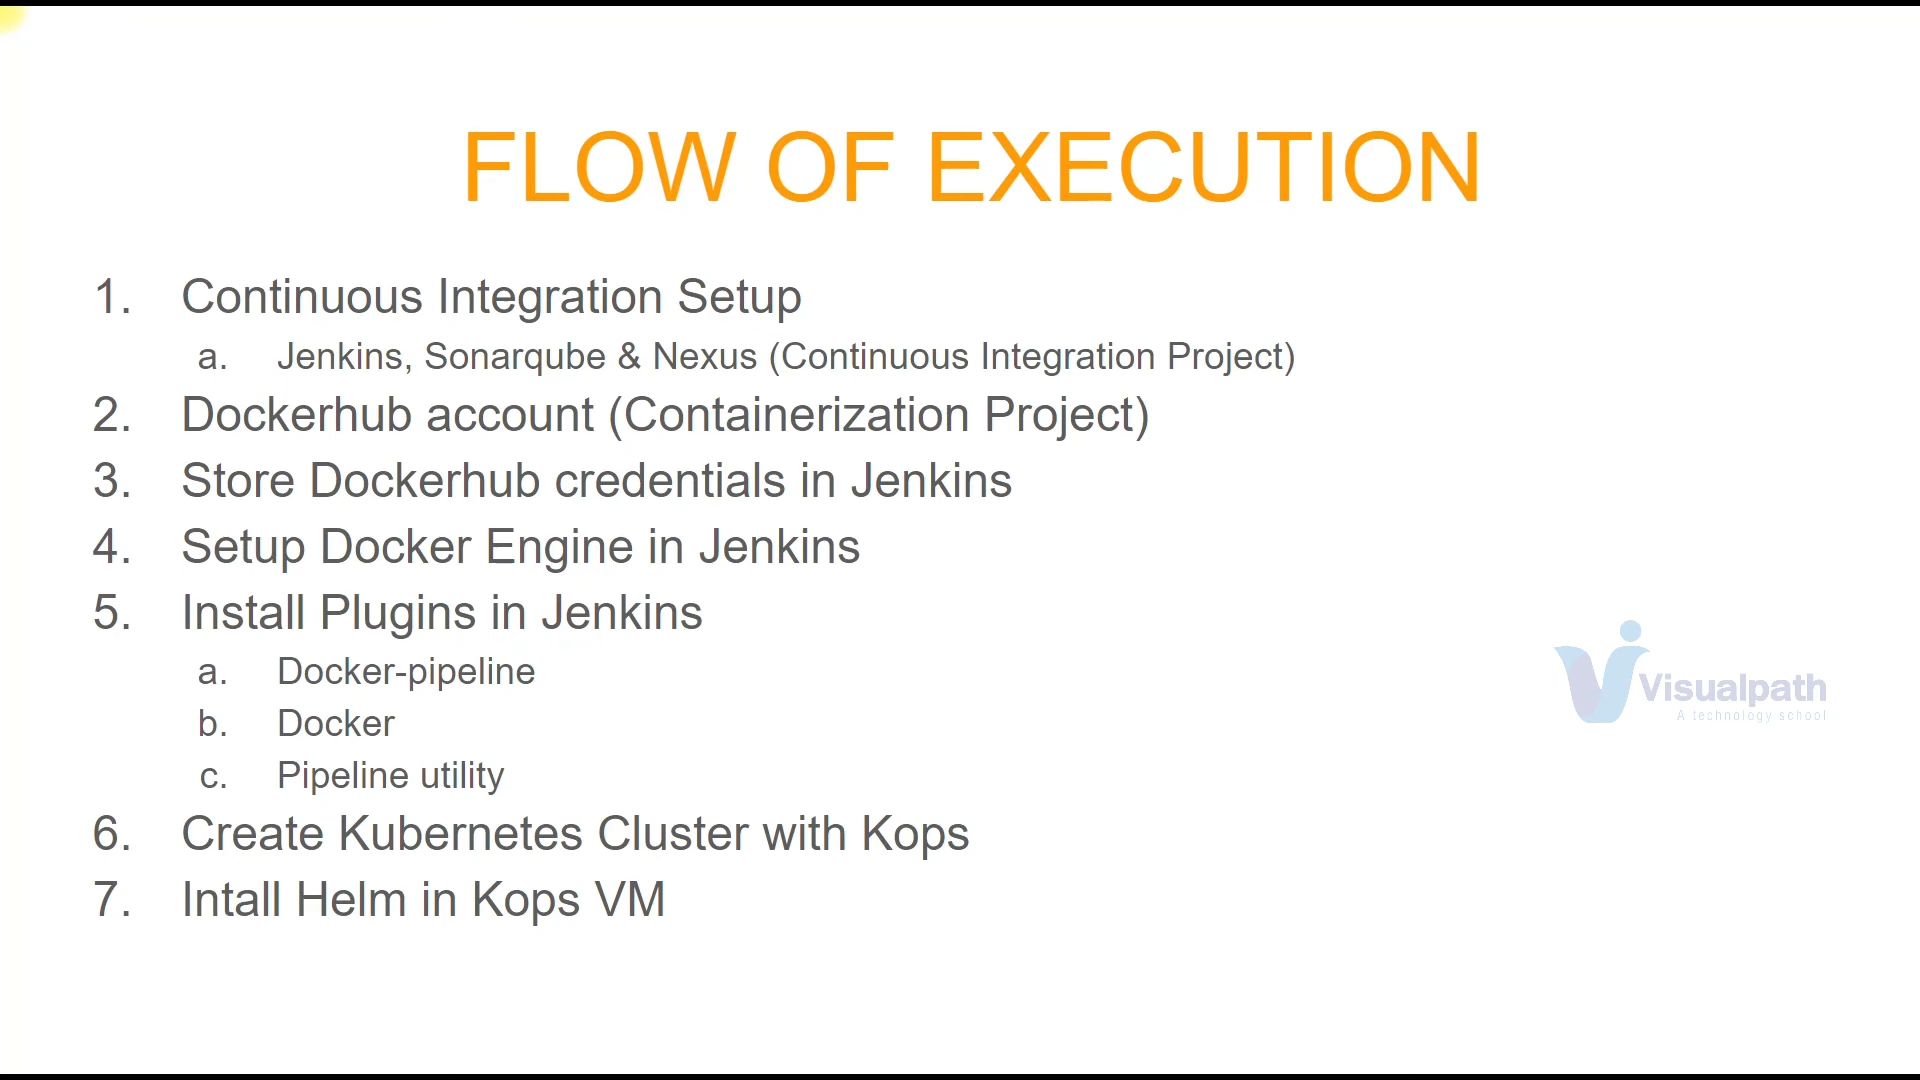 FLOW OF EXECUTION
1. Continuous Integration Setup
a. Jenkins, Sonarqube & Nexus (Continuous Integration Project)
2. Dockerhub account (Containerization Project)
3. Store Dockerhub credentials in Jenkins
4. Setup Docker Engine in Jenkins
5. Install Plugins in Jenkins
a. Docker-pipeline
b. Docker
c. Pipeline utility
6. Create Kubernetes Cluster with Kops
7. Intall Helm in Kops VM
Visualpath
A technology school